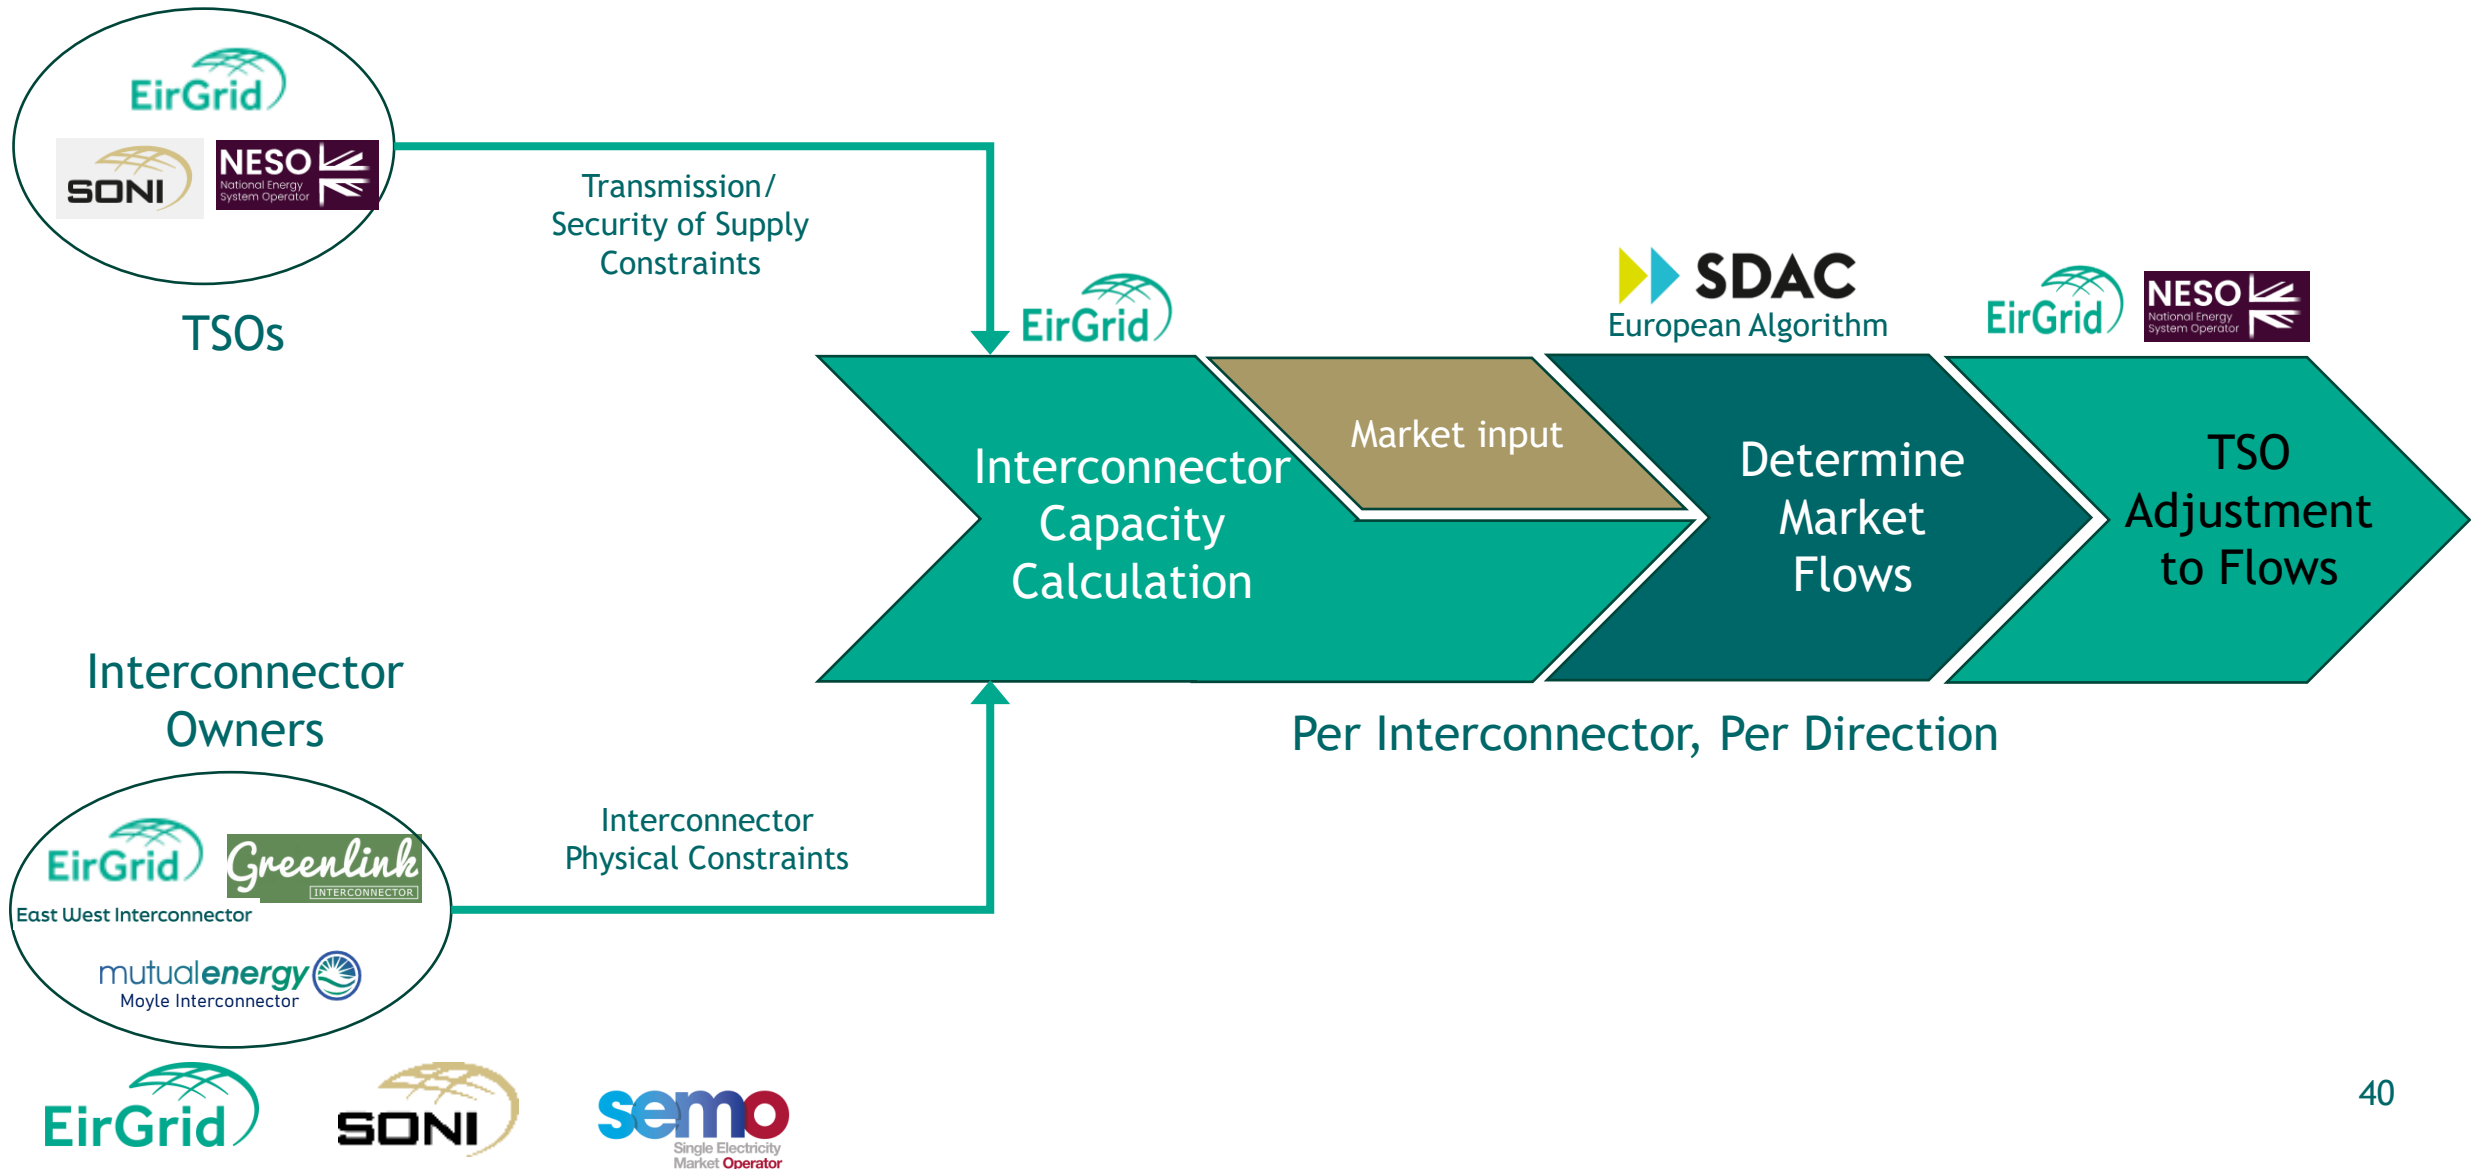 EirGrid
SONI
NESO
National Energy
System Operator
TSOs
Transmission/
Security of Supply
Constraints
EirGrid
SDAC
European Algorithm
EirGrid
NESO
National Energy
System Operator
Interconnector
Capacity
Calculation
Market input
Determine
Market
Flows
TSO
Adjustment
to Flows
Per Interconnector, Per Direction
Interconnector
Owners
EirGrid
East West Interconnector
Greenlink
INTERCONNECTOR
mutualenergy
Moyle Interconnector
Interconnector
Physical Constraints
EirGrid
SONI
semo
Single Electricity
Market Operator
40